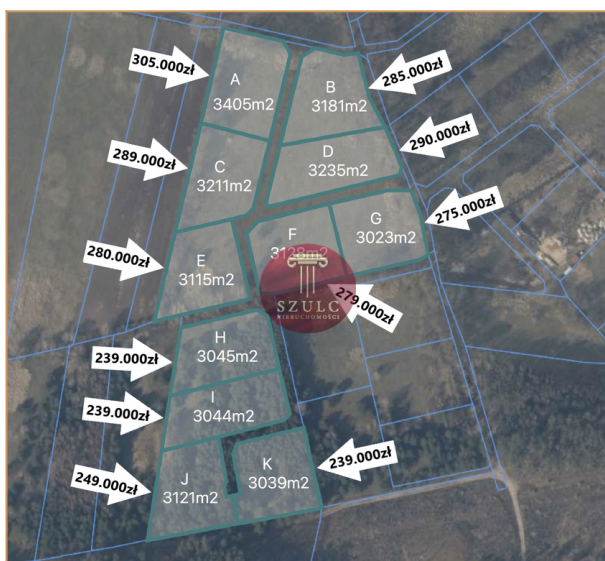 305.000zł
A
3405m2
B
3181m2
285.000zł
289.000zł
C
3211m2
D
3235m2
290.000zł
280.000zł
E
3115m2
F
3128m2
G
3023m2
275.000zł
279.000zł
SZULC
NIERUCHOMOŚCI
239.000zł
H
3045m2
239.000zł
I
3044m2
249.000zł
J
3121m2
K
3039m2
239.000zł